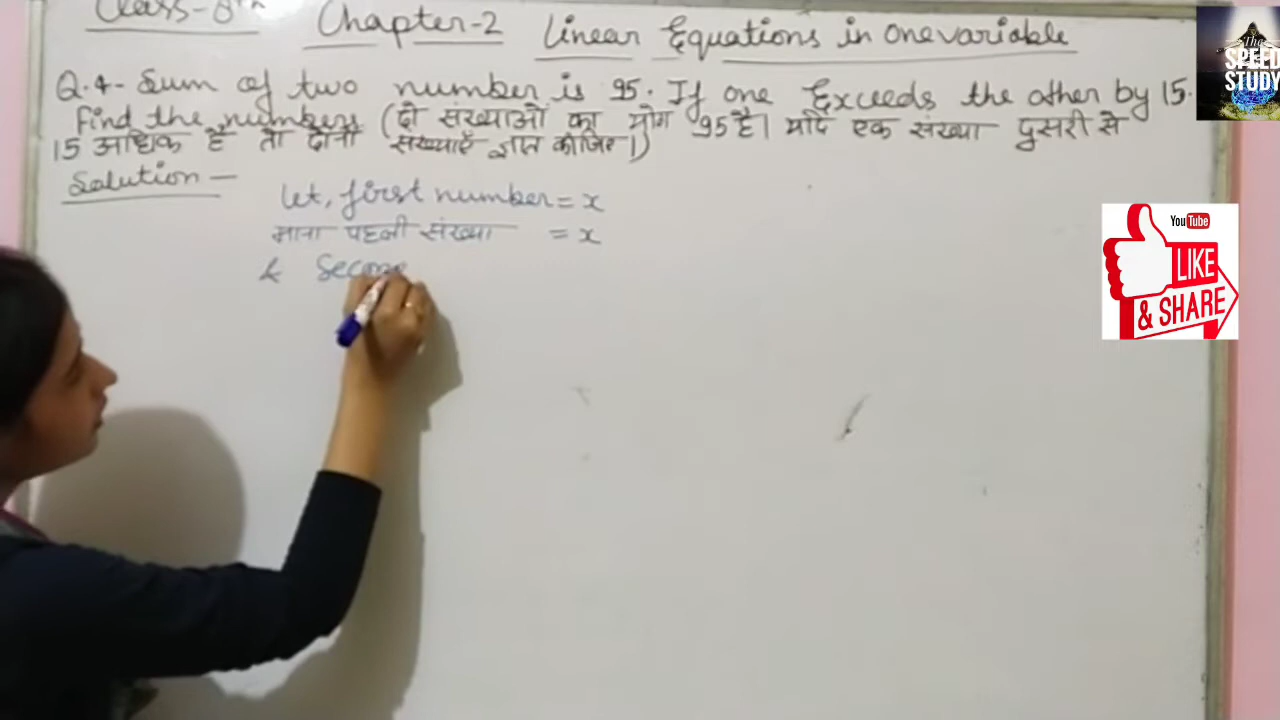 Class-8th
Chapter-2 Linear Equations in One variable
Q.4- Sum of two number is 95. If one Exceeds the other by 15.
Find the numbers (दो संख्याओ का योग 95 है। यदि एक संख्या दुसरी से
15 अधिक है तो दोनो संख्याएँ ज्ञात कीजिए।)
Solution -
Let, first number = x
माना पहली संख्या = x
& Secon
The
SPEED
STUDY
YouTube
LIKE
& SHARE